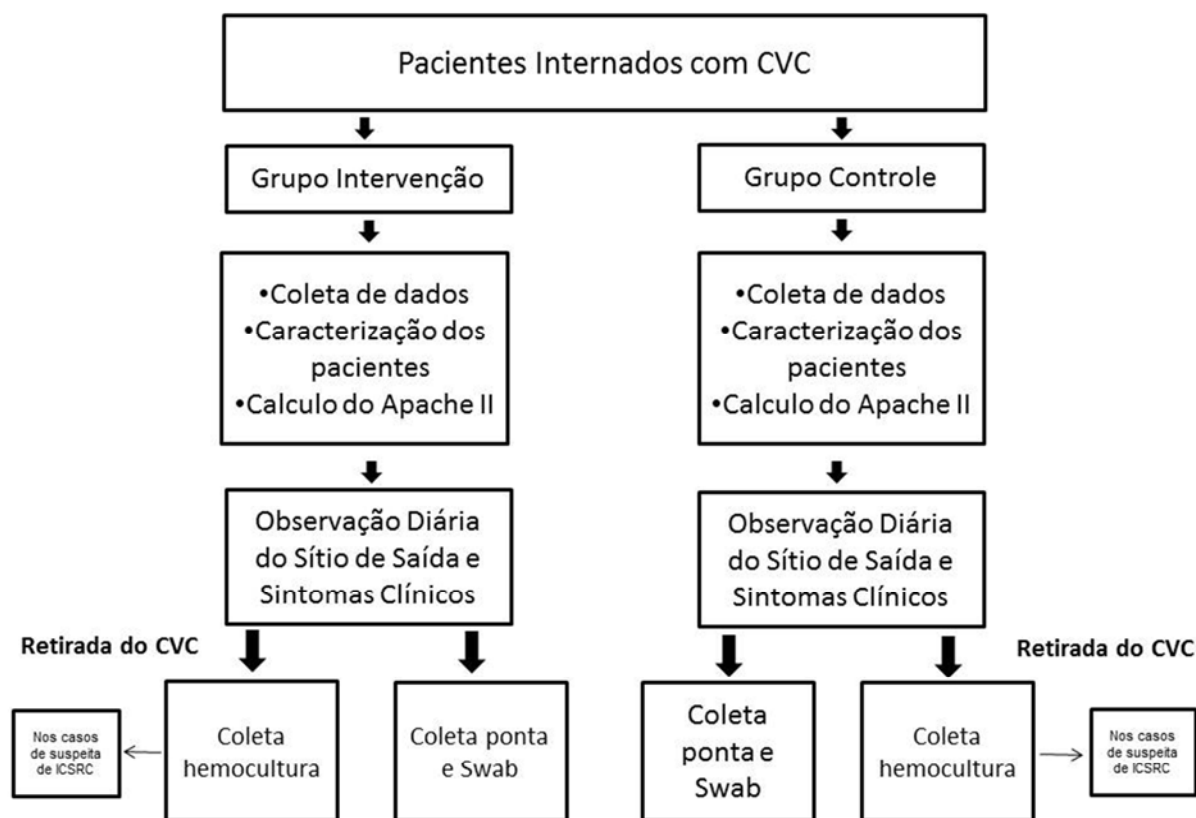 Pacientes Internados com CVC
Grupo Intervenção
Grupo Controle
•Coleta de dados
•Caracterização dos
pacientes
•Calculo do Apache II
•Coleta de dados
•Caracterização dos
pacientes
•Calculo do Apache II
Observação Diária
do Sítio de Saída e
Sintomas Clínicos
Observação Diária
do Sítio de Saída e
Sintomas Clínicos
Retirada do CVC
Retirada do CVC
Nos casos
de suspeita
de ICSRC
Coleta
hemocultura
Coleta ponta
e Swab
Coleta
ponta e
Swab
Coleta
hemocultura
Nos casos
de suspeita
de ICSRC